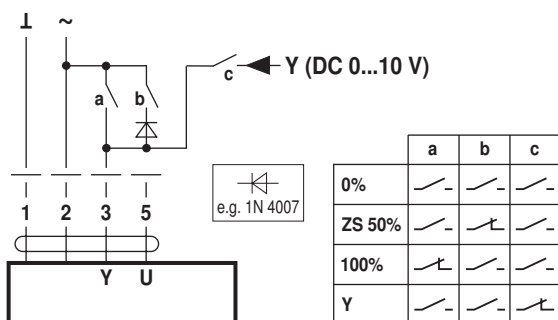 ⊥ ~
a b c Y (DC 0...10 V)
1 2 3 5
e.g. 1N 4007
Y U
a b c
0%
ZS 50%
100%
Y